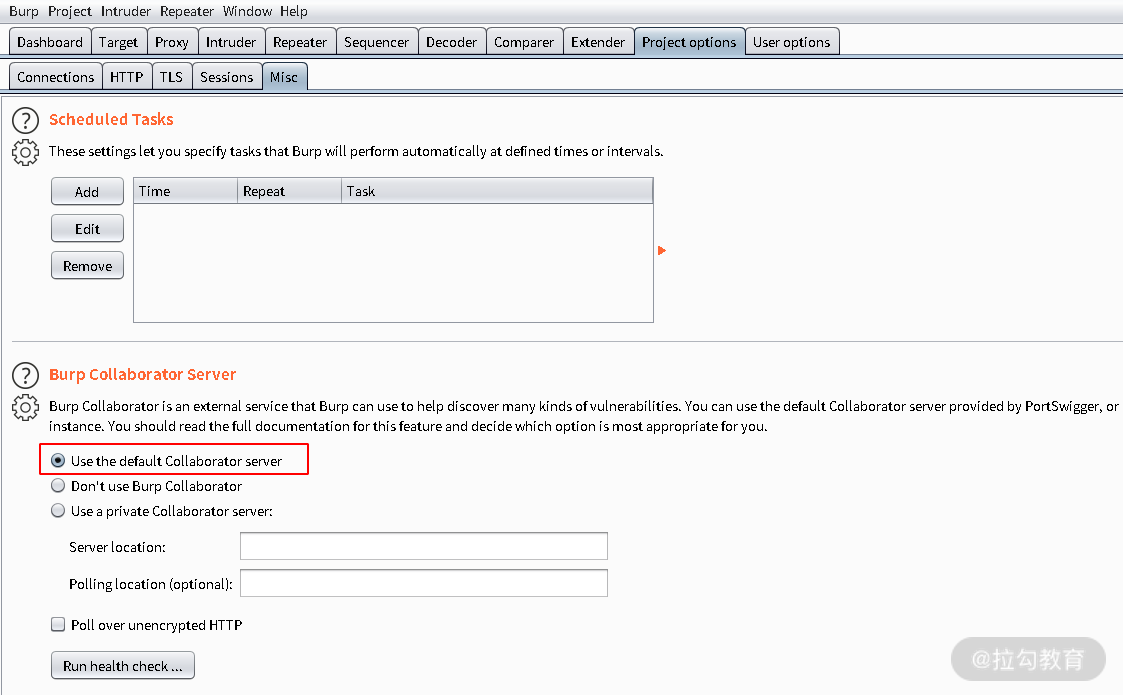 Burp Project Intruder Repeater Window Help
Dashboard Target Proxy Intruder Repeater Sequencer Decoder Comparer Extender Project options User options
Connections HTTP TLS Sessions Misc
? Scheduled Tasks
These settings let you specify tasks that Burp will perform automatically at defined times or intervals.
Add Time Repeat Task
Edit
Remove
? Burp Collaborator Server
Burp Collaborator is an external service that Burp can use to help discover many kinds of vulnerabilities. You can use the default Collaborator server provided by PortSwigger, or
instance. You should read the full documentation for this feature and decide which option is most appropriate for you.
Use the default Collaborator server
Don't use Burp Collaborator
Use a private Collaborator server:
Server location:
Polling location (optional):
Poll over unencrypted HTTP
Run health check ...
@拉勾教育